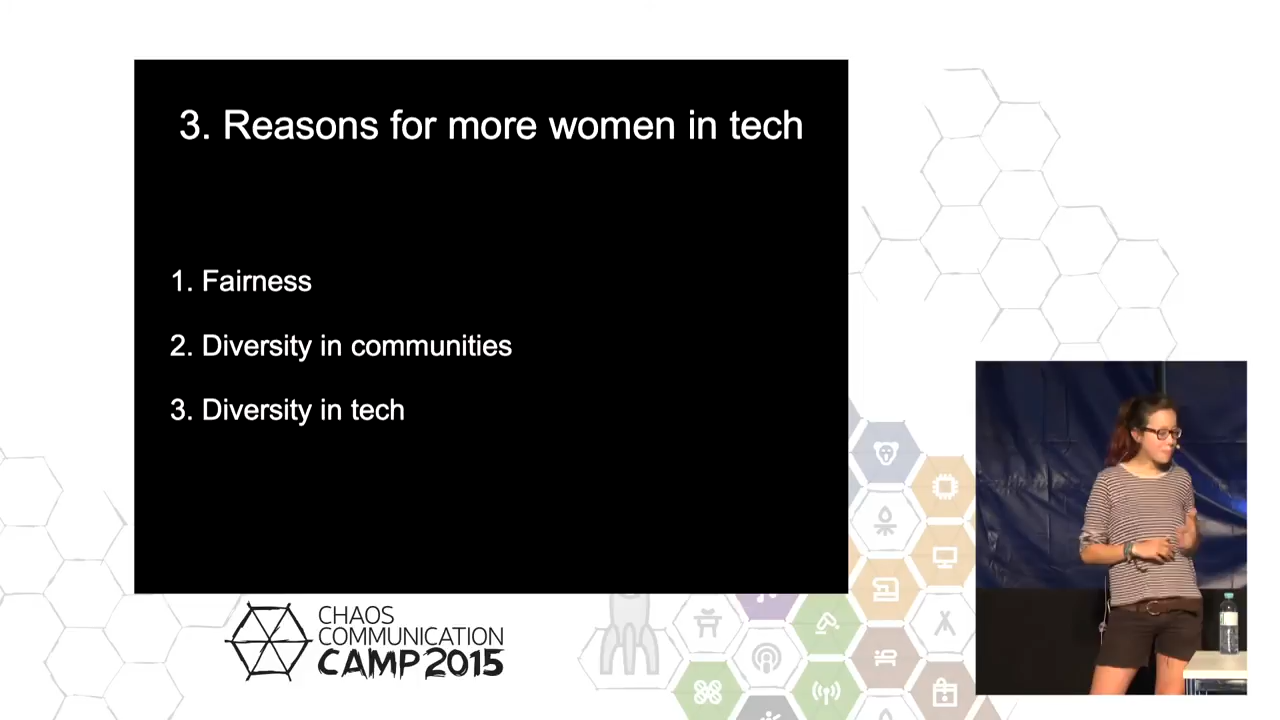 3. Reasons for more women in tech
1. Fairness
2. Diversity in communities
3. Diversity in tech
CHAOS
COMMUNICATION
CAMP 2015